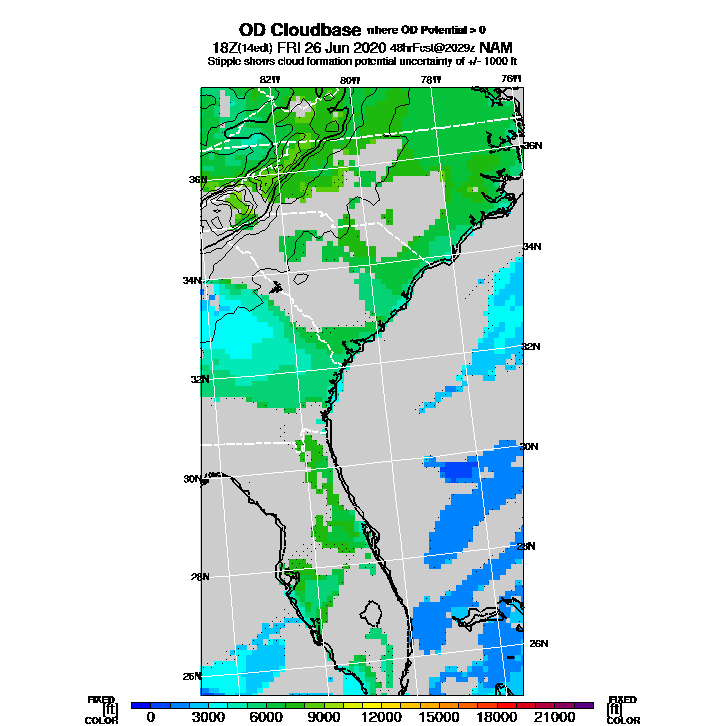 OD Cloudbase where OD Potential > 0
18Z(14edt) FRI 26 Jun 2020 48hrFcst@2029z NAM
Stipple shows cloud formation potential uncertainty of +/- 1000 ft
82W 80W 78W 76W
36N
36N
34N
34N
32N
32N
30N
30N
28N
28N
26N
26N
FIXED FIXED
[ft] 0 3000 6000 9000 12000 15000 18000 21000 [ft]
COLOR COLOR